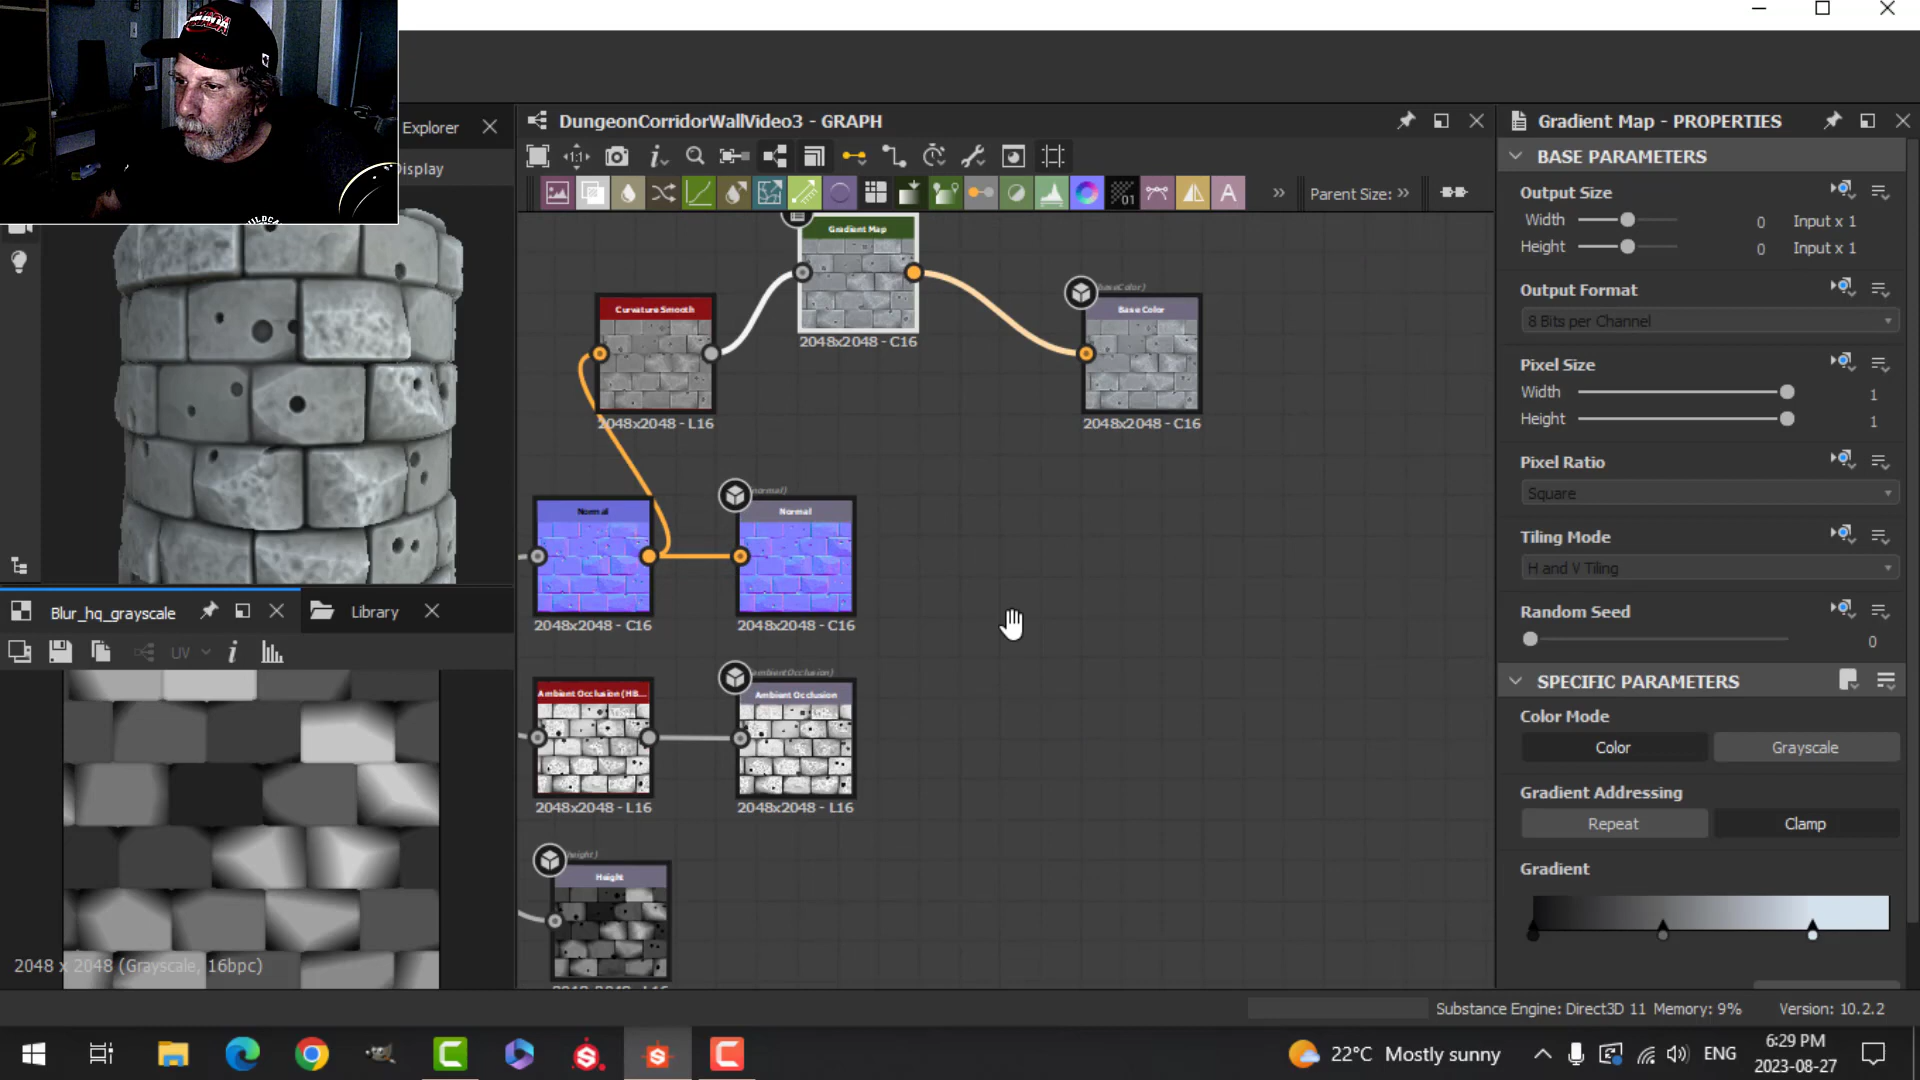 Explorer
Display
DungeonCorridorWallVideo3 - GRAPH
Parent Size:
Gradient Map
2048x2048 - C16
Curvature Smooth
2048x2048 - L16
Base Color
2048x2048 - C16
Normal
2048x2048 - C16
Normal
2048x2048 - C16
Ambient Occlusion (HB...
2048x2048 - L16
Ambient Occlusion
2048x2048 - L16
Height
Blur_hq_grayscale
Library
UV
2048 x 2048 (Grayscale, 16bpc)
Gradient Map - PROPERTIES
BASE PARAMETERS
Output Size
Width 0 Input x 1
Height 0 Input x 1
Output Format
8 Bits per Channel
Pixel Size
Width 1
Height 1
Pixel Ratio
Square
Tiling Mode
H and V Tiling
Random Seed
0
SPECIFIC PARAMETERS
Color Mode
Color Grayscale
Gradient Addressing
Repeat Clamp
Gradient
Substance Engine: Direct3D 11 Memory: 9% Version: 10.2.2
22°C Mostly sunny
ENG
6:29 PM
2023-08-27